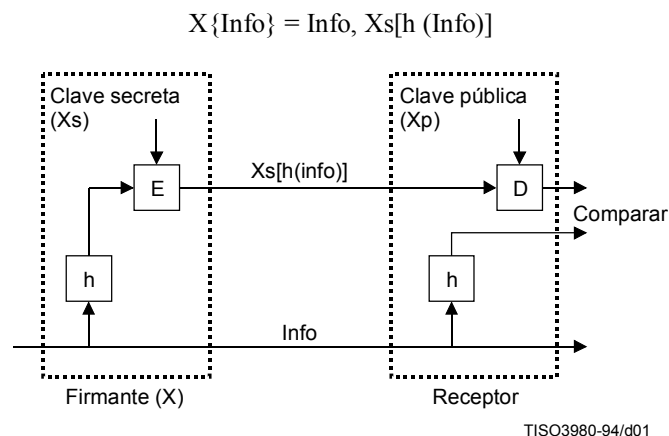 X{Info} = Info, Xs[h (Info)]
Clave secreta
(Xs)
Clave pública
(Xp)
E
Xs[h(info)]
D
Comparar
h
h
Info
Firmante (X)
Receptor
TISO3980-94/d01